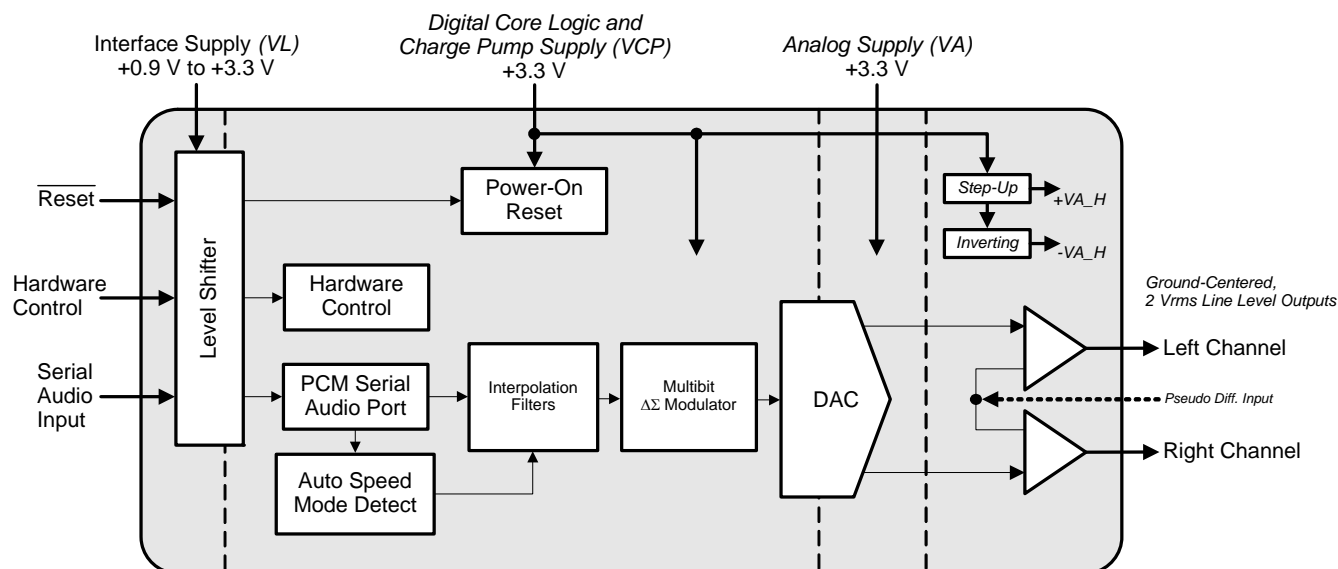 Interface Supply (VL)
+0.9 V to +3.3 V
Digital Core Logic and
Charge Pump Supply (VCP)
+3.3 V
Analog Supply (VA)
+3.3 V
Reset
Hardware
Control
Serial
Audio
Input
Level Shifter
Power-On
Reset
Hardware
Control
PCM Serial
Audio Port
Auto Speed
Mode Detect
Interpolation
Filters
Multibit
ΔΣ Modulator
DAC
Step-Up
+VA_H
Inverting
-VA_H
Ground-Centered,
2 Vrms Line Level Outputs
Left Channel
Pseudo Diff. Input
Right Channel